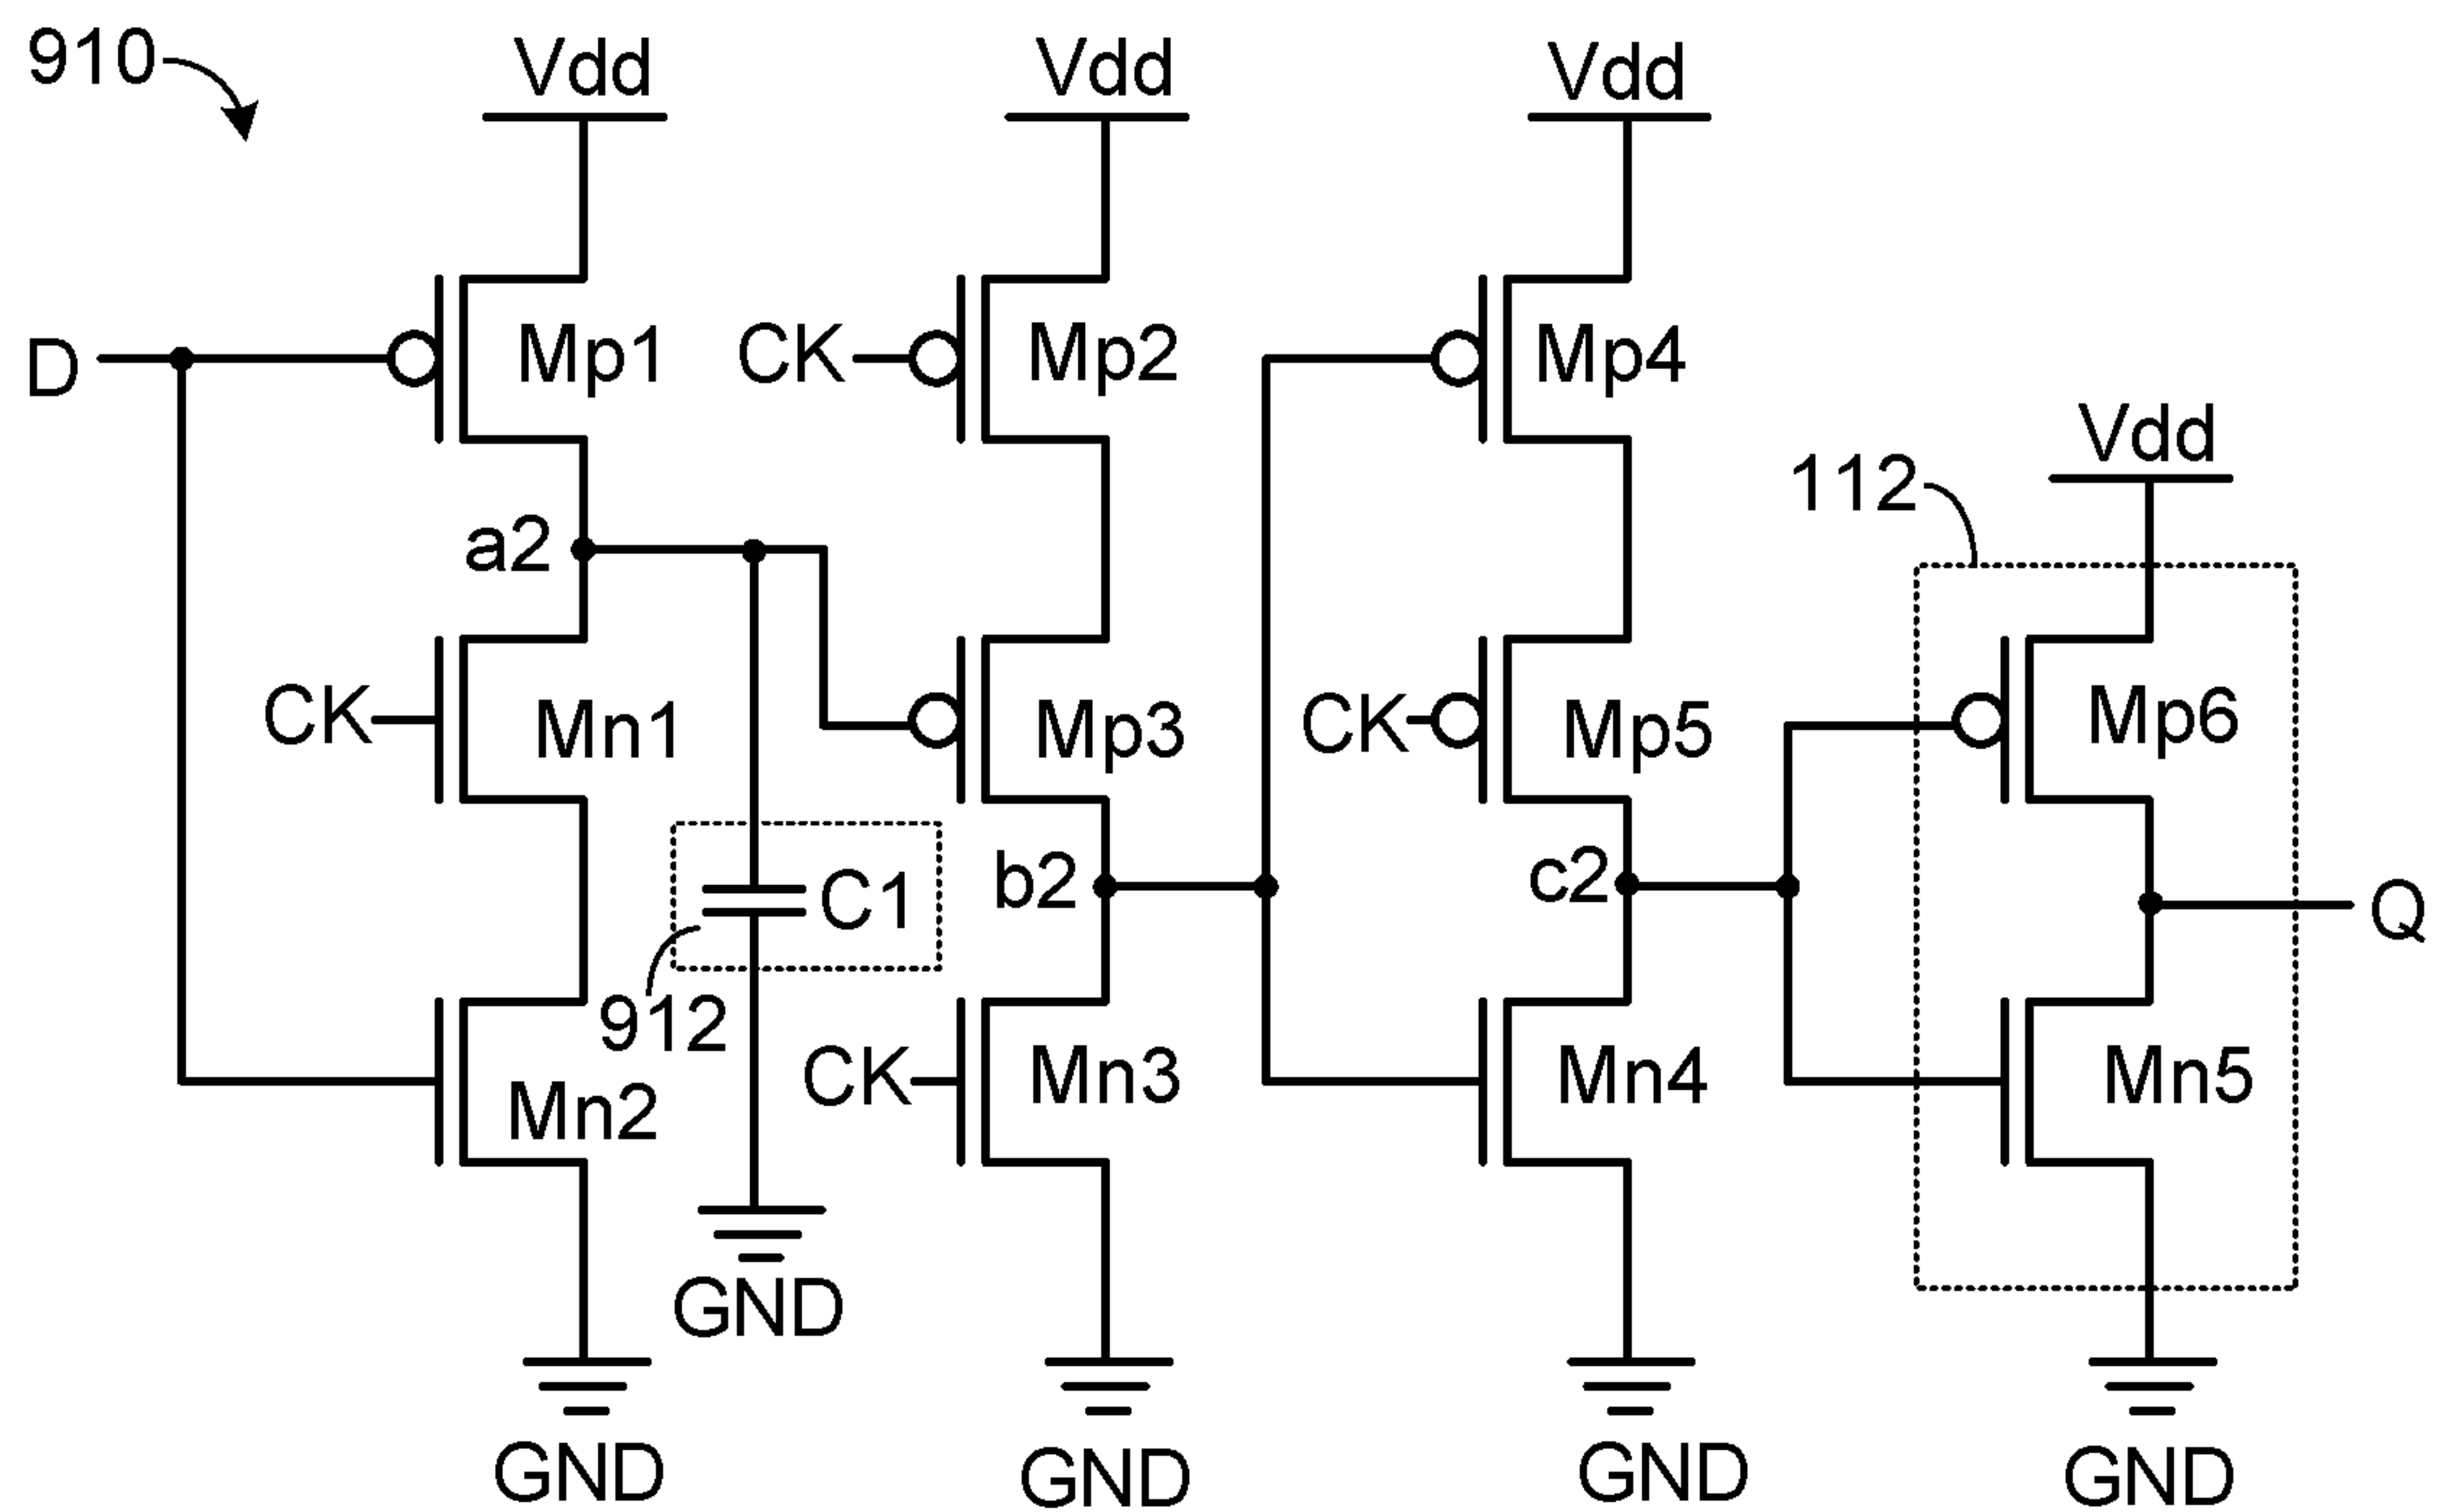 910
Vdd
Vdd
Vdd
D
Mp1
CK
Mp2
Mp4
Vdd
112
a2
CK
Mn1
Mp3
CK
Mp5
Mp6
C1
b2
c2
Q
912
CK
Mn3
Mn4
Mn5
Mn2
GND
GND
GND
GND
GND